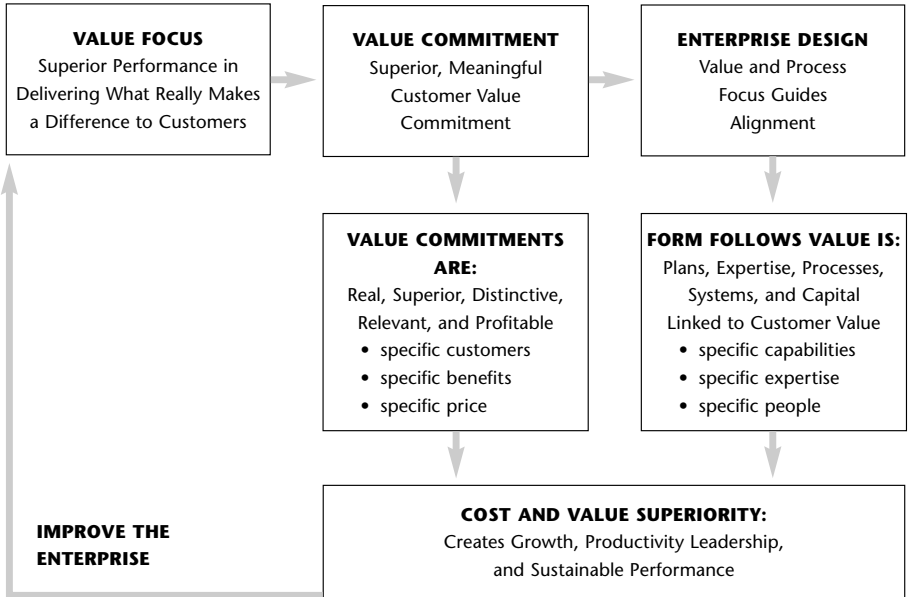 VALUE FOCUS
Superior Performance in
Delivering What Really Makes
a Difference to Customers
VALUE COMMITMENT
Superior, Meaningful
Customer Value
Commitment
ENTERPRISE DESIGN
Value and Process
Focus Guides
Alignment
VALUE COMMITMENTS
ARE:
Real, Superior, Distinctive,
Relevant, and Profitable
• specific customers
• specific benefits
• specific price
FORM FOLLOWS VALUE IS:
Plans, Expertise, Processes,
Systems, and Capital
Linked to Customer Value
• specific capabilities
• specific expertise
• specific people
COST AND VALUE SUPERIORITY:
Creates Growth, Productivity Leadership,
and Sustainable Performance
IMPROVE THE
ENTERPRISE